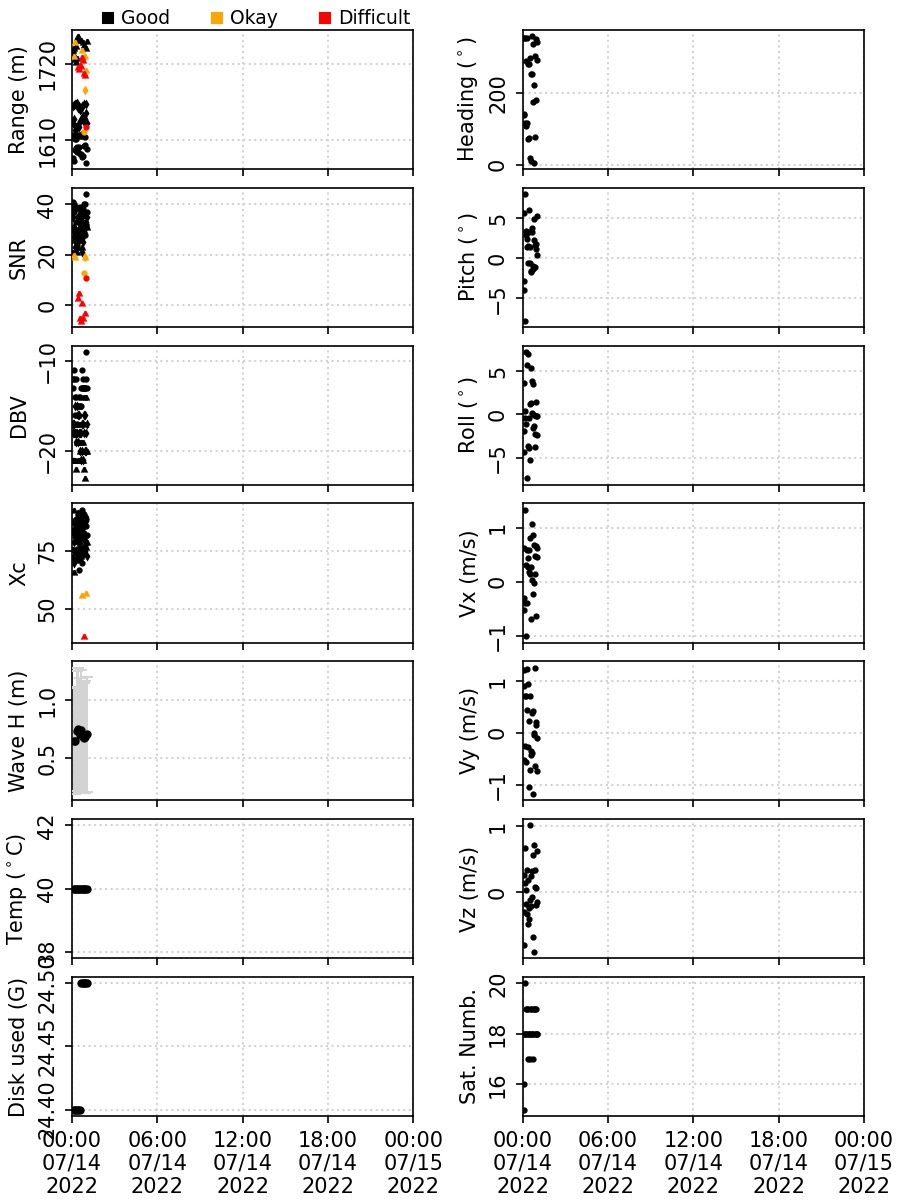 Good Okay Difficult
Range (m)
1720
1610
Heading (°)
200
0
SNR
40
20
0
Pitch (°)
5
0
−5
DBV
−10
−20
Roll (°)
5
0
−5
Xc
75
50
Vx (m/s)
1
0
−1
Wave H (m)
1.0
0.5
Vy (m/s)
1
0
−1
Temp (°C)
42
40
38
Vz (m/s)
1
0
Disk used (G)
24.50
24.45
24.40
Sat. Numb.
20
18
16
00:00 06:00 12:00 18:00 00:00
07/14 07/14 07/14 07/14 07/15
2022 2022 2022 2022 2022
00:00 06:00 12:00 18:00 00:00
07/14 07/14 07/14 07/14 07/15
2022 2022 2022 2022 2022